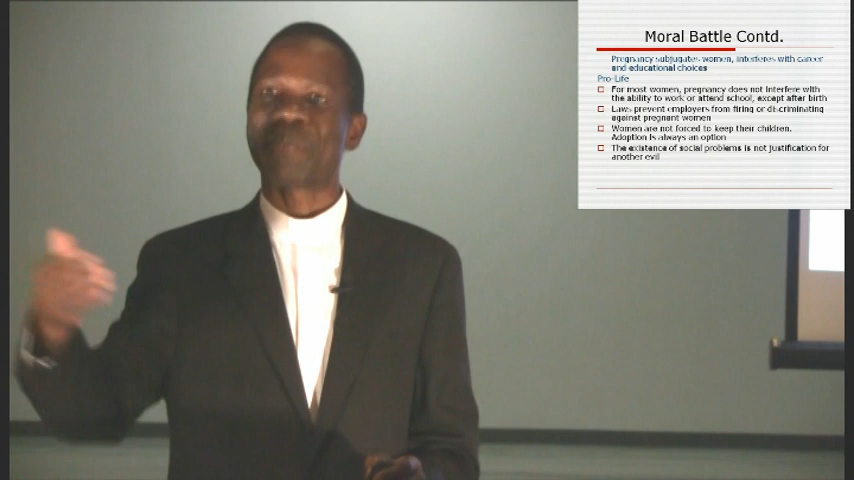 Moral Battle Contd.
Pregnancy subjugates women, interferes with career
and educational choices
Pro-Life
For most women, pregnancy does not interfere with
the ability to work or attend school, except after birth
Laws prevent employers from firing or discriminating
against pregnant women
Women are not forced to keep their children.
Adoption is always an option
The existence of social problems is not justification for
another evil